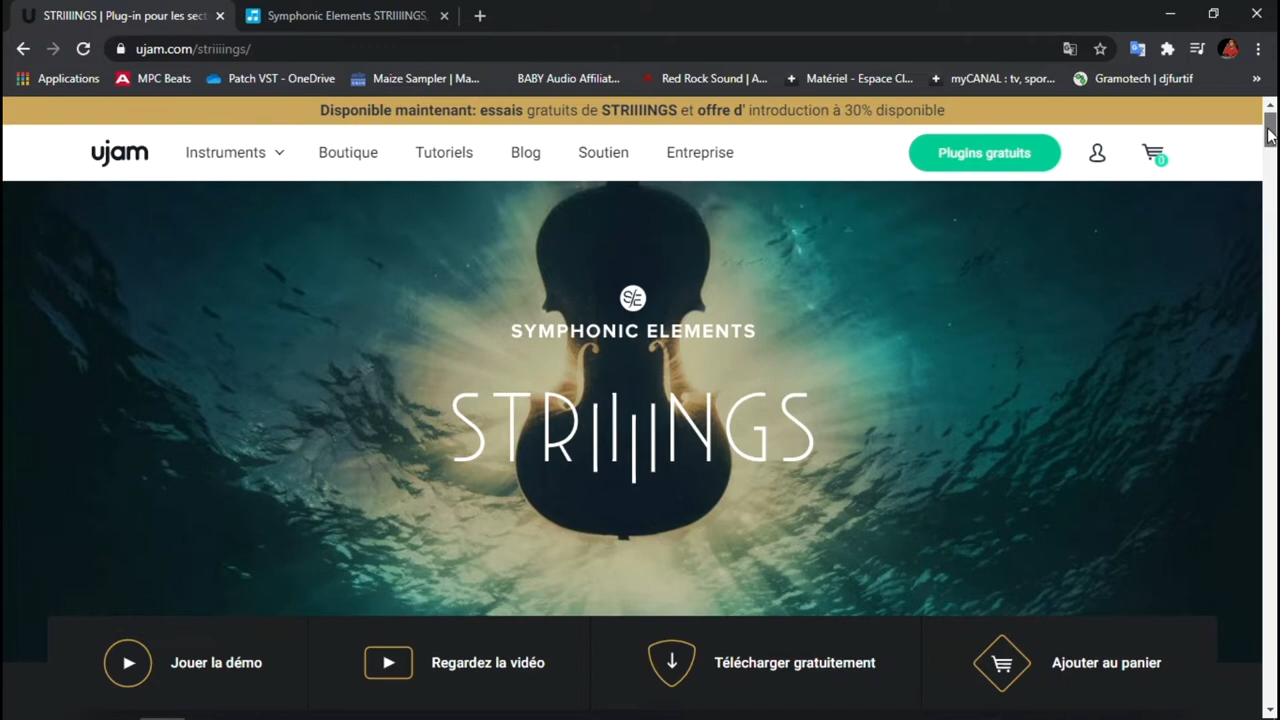 STRIIIINGS | Plug-in pour les sect
Symphonic Elements STRIIIINGS,
ujam.com/striiiings/
Applications
MPC Beats
Patch VST - OneDrive
Maize Sampler | Ma...
BABY Audio Affiliat...
Red Rock Sound | A...
Matériel - Espace Cl...
myCANAL : tv, spor...
Gramotech | djfurtif
»
Disponible maintenant: essais gratuits de STRIIIINGS et offre d' introduction à 30% disponible
ujam
Instruments
Boutique
Tutoriels
Blog
Soutien
Entreprise
Plugins gratuits
0
S/E
SYMPHONIC ELEMENTS
STRIIIINGS
Jouer la démo
Regardez la vidéo
Télécharger gratuitement
Ajouter au panier